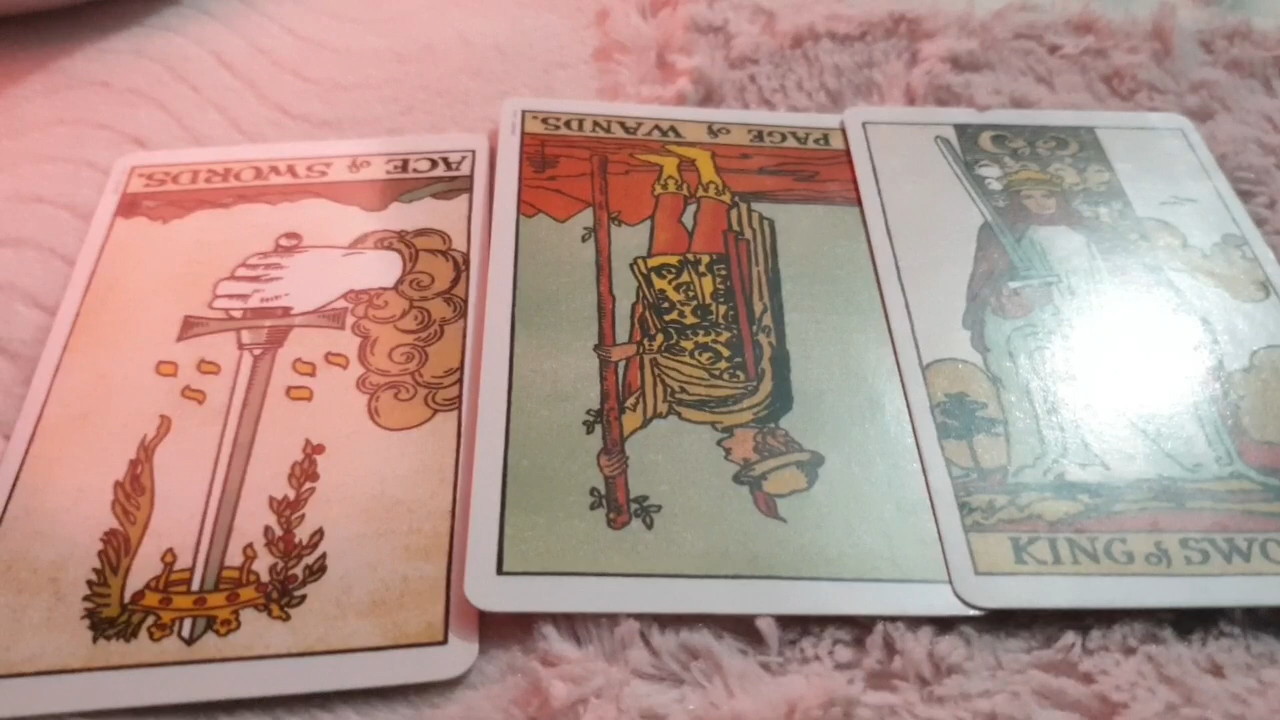 ACE of SWORDS.
PAGE of WANDS.
KING of SWO